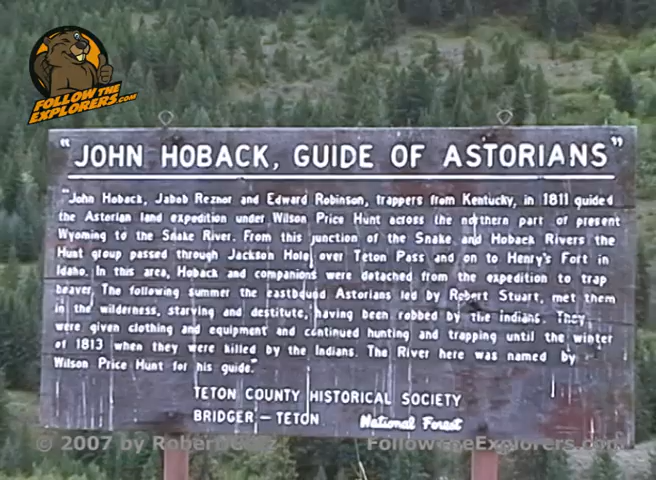 FOLLOW THE
EXPLORERS.COM
"JOHN HOBACK, GUIDE OF ASTORIANS"
"John Hoback, Jabob Reznor and Edward Robinson, trappers from Kentucky, in 1811 guided
the Astorian land expedition under Wilson Price Hunt across the northern part of present
Wyoming to the Snake River. From this junction of the Snake and Hoback Rivers the
Hunt group passed through Jackson Hole, over Teton Pass and on to Henry's Fort in
Idaho. In this area, Hoback and companions were detached from the expedition to trap
beaver. The following summer the eastbound Astorians led by Robert Stuart, met them
in the wilderness, starving and destitute, having been robbed by the Indians. They
were given clothing and equipment and continued hunting and trapping until the winter
of 1813 when they were killed by the Indians. The River here was named by
Wilson Price Hunt for his guide."
TETON COUNTY HISTORICAL SOCIETY
BRIDGER - TETON National Forest
© 2007 by Robert FollowtheExplorers.com